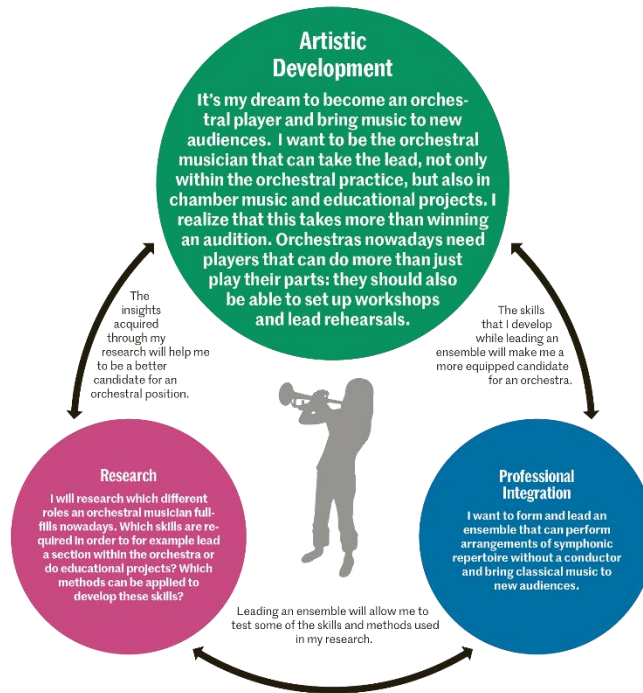 Artistic
Development
It's my dream to become an orches-
tral player and bring music to new
audiences. I want to be the orchestral
musician that can take the lead, not only
within the orchestral practice, but also in
chamber music and educational projects. I
realize that this takes more than winning
an audition. Orchestras nowadays need
players that can do more than just
play their parts: they should also
be able to set up workshops
and lead rehearsals.
The
insights
acquired
through my
research will help me
to be a better
candidate for an
orchestral position.
The skills
that I develop
while leading an
ensemble will make me a
more equipped candidate
for an orchestra.
Research
I will research which different
roles an orchestral musician full-
fills nowadays. Which skills are re-
quired in order to for example lead
a section within the orchestra or
do educational projects? Which
methods can be applied to
develop these skills?
Professional
Integration
I want to form and lead an
ensemble that can perform
arrangements of symphonic
repertoire without a conductor
and bring classical music to
new audiences.
Leading an ensemble will allow me to
test some of the skills and methods used
in my research.